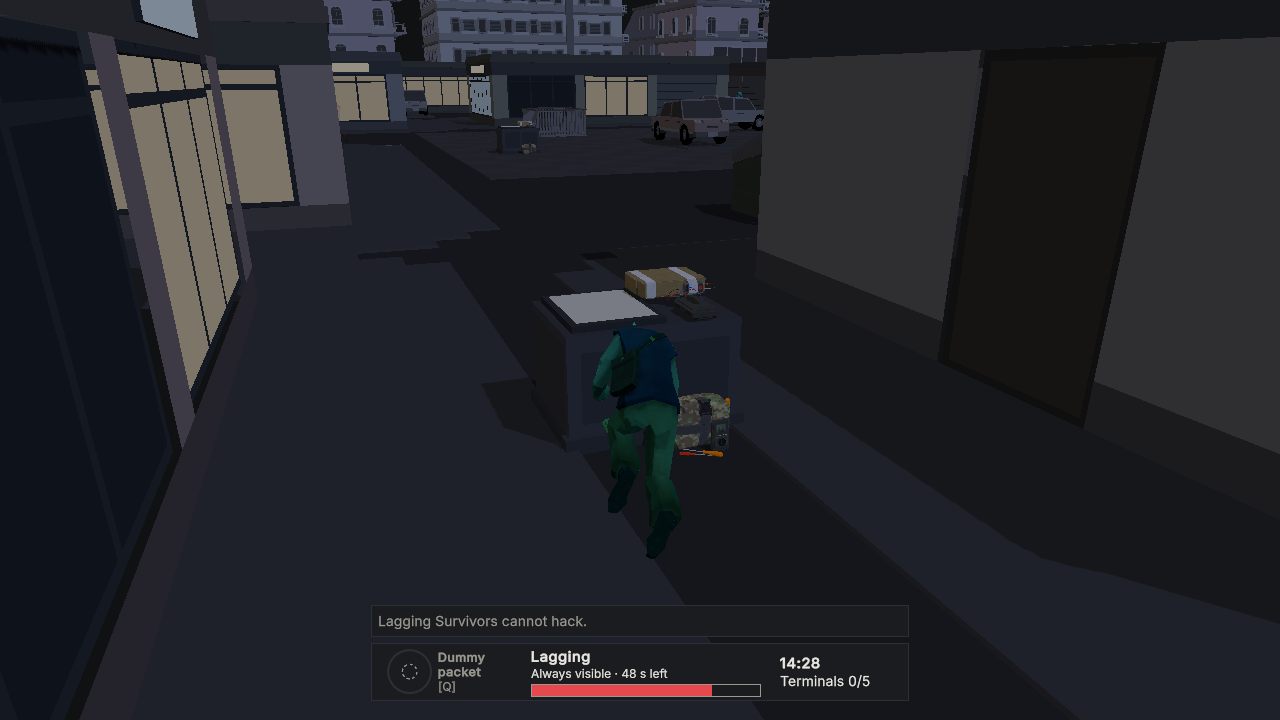 Lagging Survivors cannot hack.
Dummy
packet
[Q]
Lagging
Always visible · 48 s left
14:28
Terminals 0/5